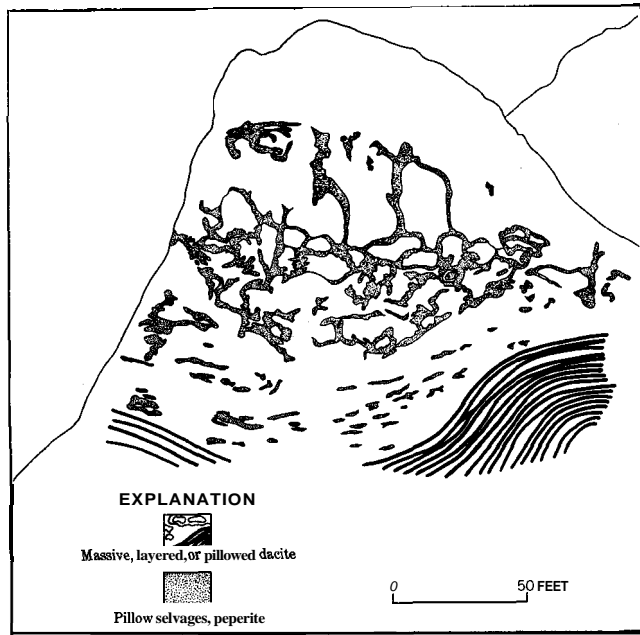 EXPLANATION
Massive, layered, or pillowed dacite
Pillow selvages, peperite
0 50 FEET